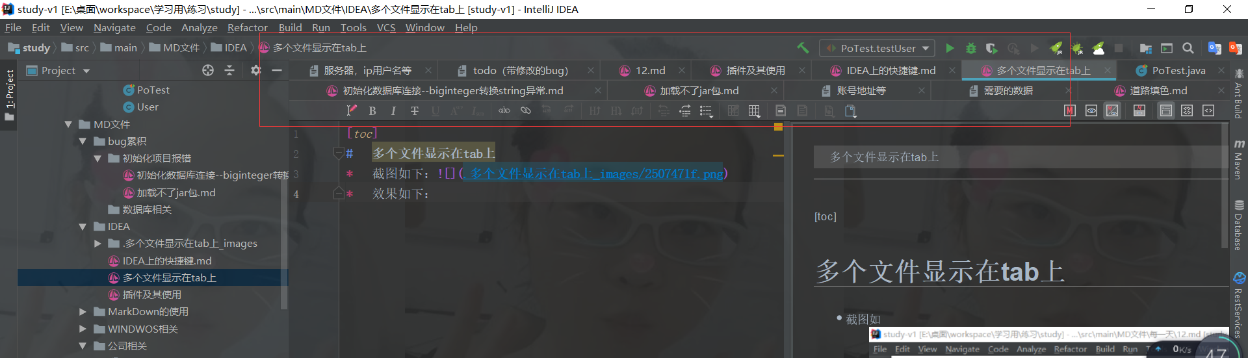 study-v1 [E:\桌面\workspace\学习用\练习\study] - ...\src\main\MD文件\IDEA\多个文件显示在tab上 [study-v1] - IntelliJ IDEA
File Edit View Navigate Code Analyze Refactor Build Run Tools VCS Window Help
study src main MD文件 IDEA 多个文件显示在tab上 PoTest.testUser
Project
服务器，ip用户名等 todo（带修改的bug） 12.md 插件及其使用 IDEA上的快捷键.md 多个文件显示在tab上 PoTest.java
初始化数据库连接--biginteger转换string异常.md 加载不了jar包.md 账号地址等 需要的数据 道路填色.md
1: Project
PoTest
User
MD文件
bug累积
初始化项目报错
初始化数据库连接--biginteger转换
加载不了jar包.md
数据库相关
IDEA
.多个文件显示在tab上_images
IDEA上的快捷键.md
多个文件显示在tab上
插件及其使用
MarkDown的使用
WINDWOS相关
公司相关
1 [toc]
2 # 多个文件显示在tab上
3 * 截图如下：![](.多个文件显示在tab上_images/2507471f.png)
4 * 效果如下：
多个文件显示在tab上
[toc]
多个文件显示在tab上
截图如
study-v1 [E:\桌面\workspace\学习用\练习\study] - ...\src\main\MD文件\每一天\12.md
File Edit View Navigate Code Analyze Refactor Build Run
0K/s
47
Ant Build
Maven
Database
RestServices